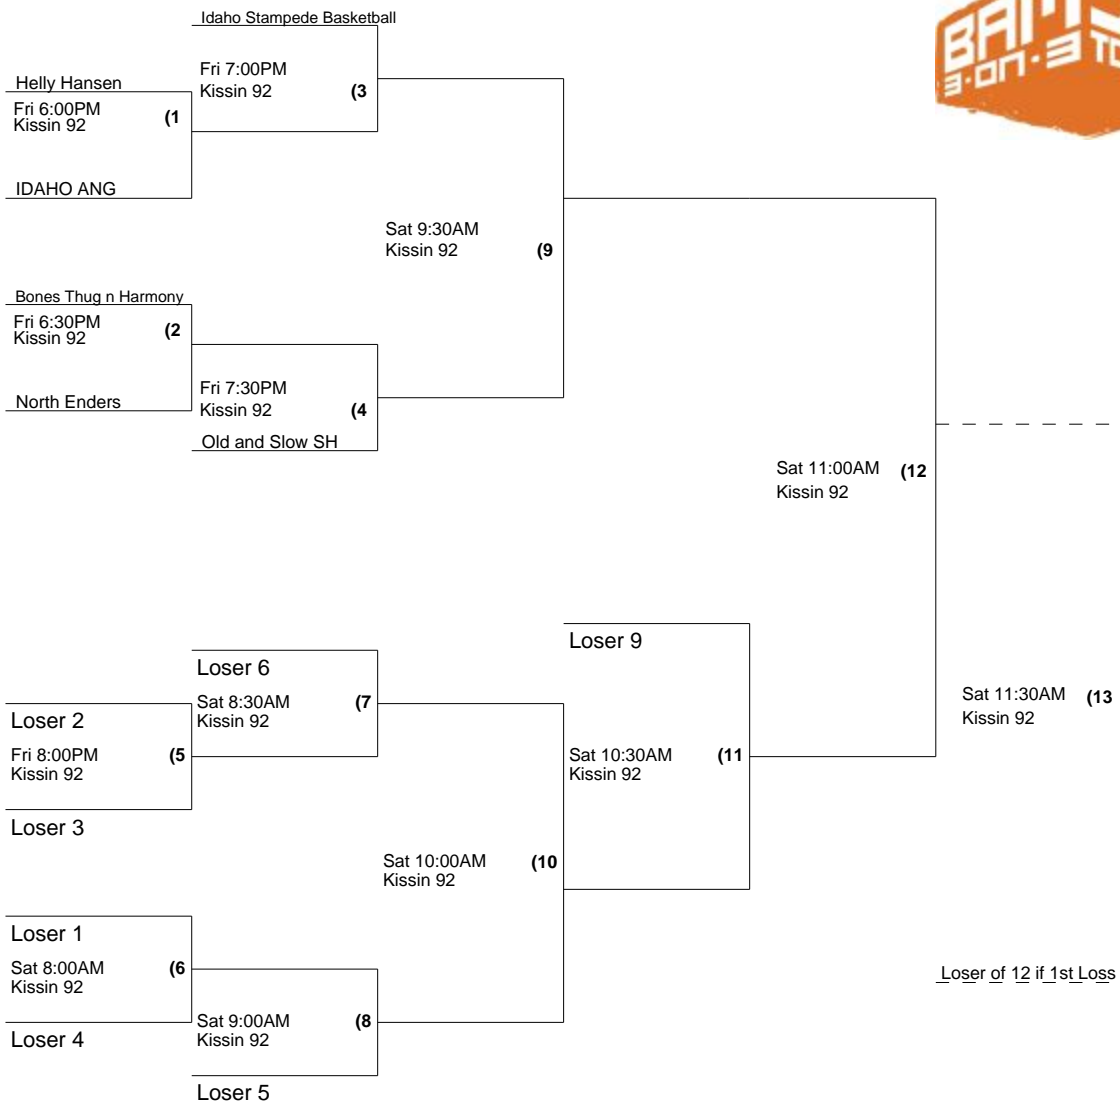 Idaho Stampede Basketball
Fri 7:00PM
Kissin 92
(3
Helly Hansen
Fri 6:00PM
Kissin 92
(1
IDAHO ANG
Sat 9:30AM
Kissin 92
(9
Bones Thug n Harmony
Fri 6:30PM
Kissin 92
(2
North Enders
Fri 7:30PM
Kissin 92
(4
Old and Slow SH
Sat 11:00AM
Kissin 92
(12
Loser 9
Loser 6
Sat 8:30AM
Kissin 92
(7
Loser 2
Fri 8:00PM
Kissin 92
(5
Loser 3
Sat 10:30AM
Kissin 92
(11
Sat 11:30AM
Kissin 92
(13
Sat 10:00AM
Kissin 92
(10
Loser 1
Sat 8:00AM
Kissin 92
(6
Loser 4
Sat 9:00AM
Kissin 92
(8
Loser 5
Loser of 12 if 1st Loss
3·on·3 TO